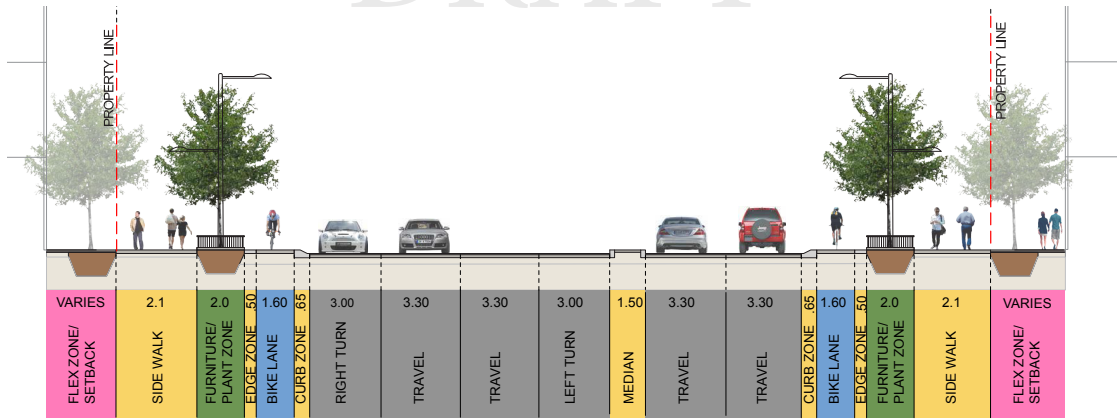 DRAFT
PROPERTY LINE
PROPERTY LINE
VARIES
2.1
2.0
.50
1.60
.65
3.00
3.30
3.30
3.00
1.50
3.30
3.30
.65
1.60
.50
2.0
2.1
VARIES
FLEX ZONE/
SETBACK
SIDE WALK
FURNITURE/
PLANT ZONE
EDGE ZONE
BIKE LANE
CURB ZONE
RIGHT TURN
TRAVEL
TRAVEL
LEFT TURN
MEDIAN
TRAVEL
TRAVEL
CURB ZONE
BIKE LANE
EDGE ZONE
FURNITURE/
PLANT ZONE
SIDE WALK
FLEX ZONE/
SETBACK